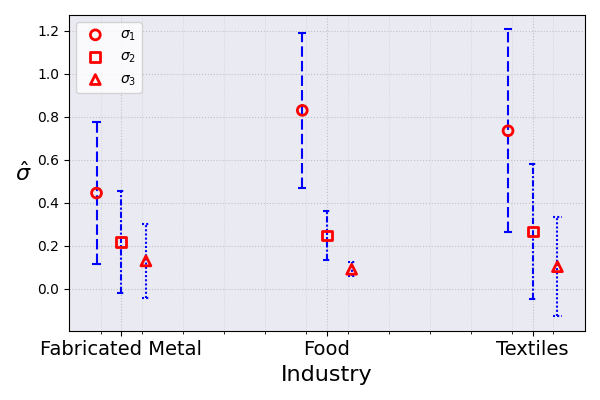 σ₁
σ₂
σ₃
1.2
1.0
0.8
0.6
0.4
0.2
0.0
σ̂
Fabricated Metal Food Textiles
Industry